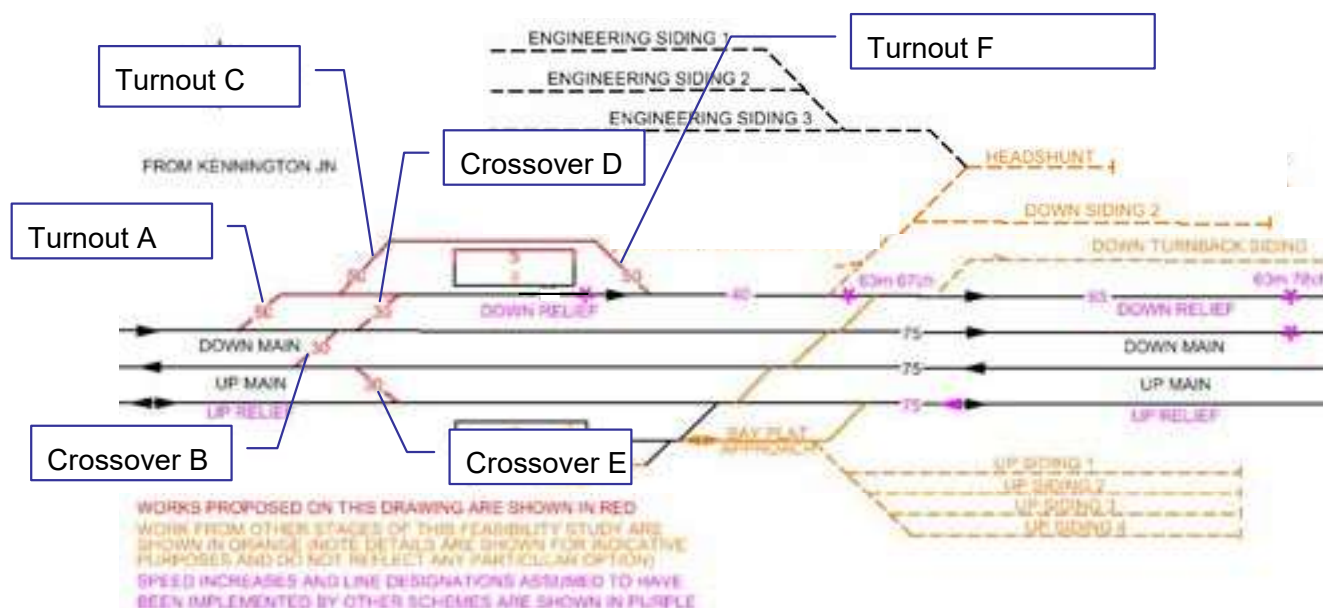 ENGINEERING SIDING 1
Turnout F
Turnout C
ENGINEERING SIDING 2
ENGINEERING SIDING 3
Crossover D
FROM KENNINGTON JN
HEADSHUNT
Turnout A
DOWN SIDING 2
DOWN TURNBACK SIDING
63m 67ch
63m 78ch
DOWN RELIEF
40
DOWN RELIEF
DOWN MAIN
75
DOWN MAIN
30
UP MAIN
75
UP MAIN
UP RELIEF
75
UP RELIEF
Crossover B
Crossover E
BAY PLAT
APPROACH
UP SIDING 1
UP SIDING 2
UP SIDING 3
UP SIDING 4
WORKS PROPOSED ON THIS DRAWING ARE SHOWN IN RED
WORK FROM OTHER STAGES OF THIS FEASIBILITY STUDY ARE
SHOWN IN ORANGE (NOTE DETAILS ARE SHOWN FOR INDICATIVE
PURPOSES AND DO NOT REFLECT ANY PARTICULAR OPTION)
SPEED INCREASES AND LINE DESIGNATIONS ASSUMED TO HAVE
BEEN IMPLEMENTED BY OTHER SCHEMES ARE SHOWN IN PURPLE